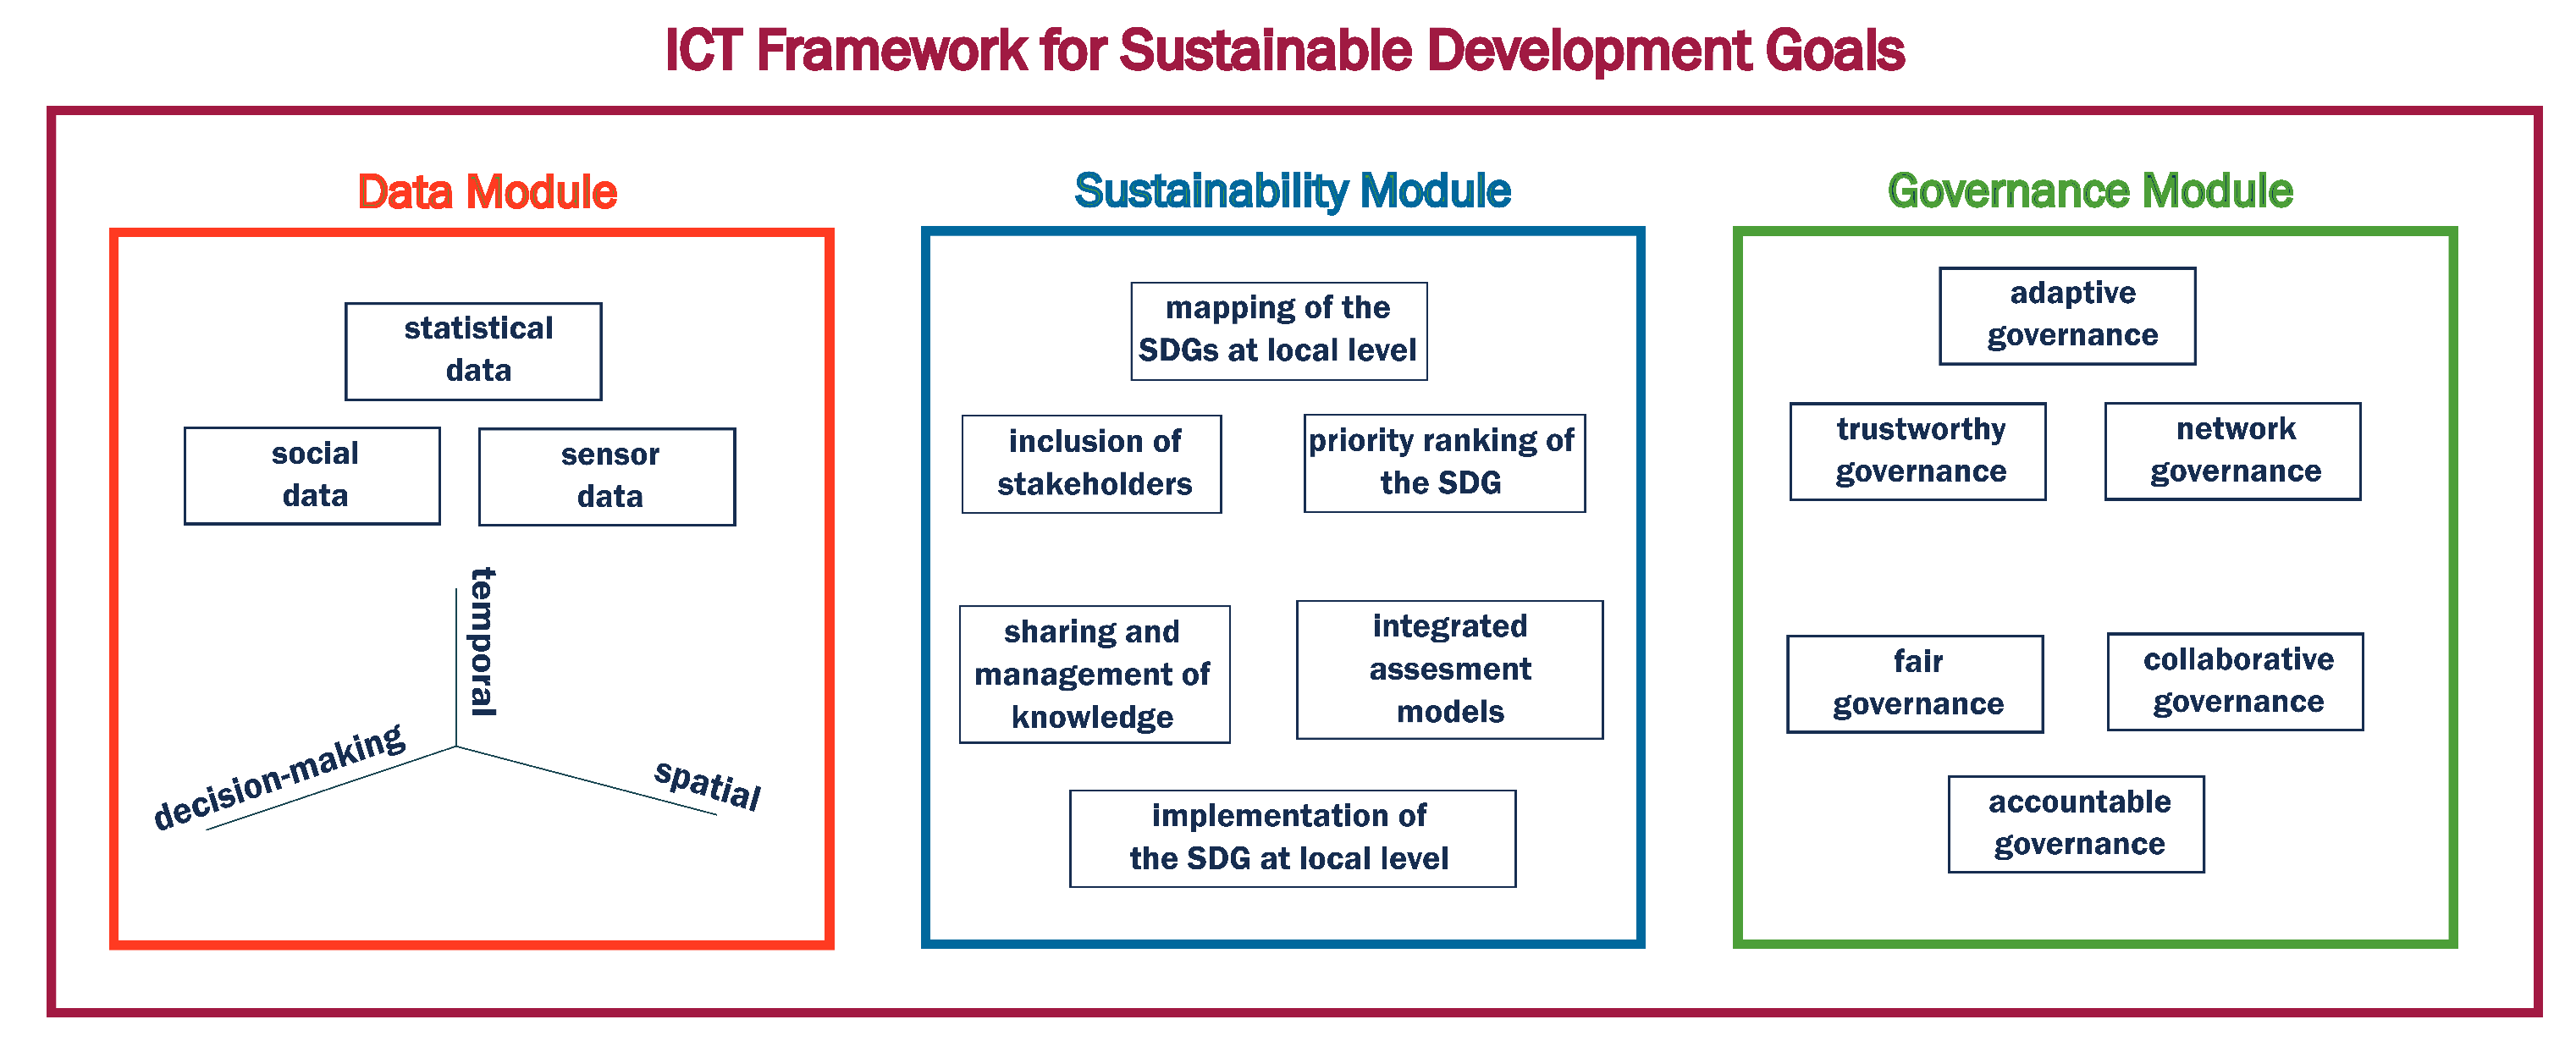 ICT Framework for Sustainable Development Goals
Data Module
statistical
data
social
data
sensor
data
temporal
decision-making
spatial
Sustainability Module
mapping of the
SDGs at local level
inclusion of
stakeholders
priority ranking of
the SDG
sharing and
management of
knowledge
integrated
assesment
models
implementation of
the SDG at local level
Governance Module
adaptive
governance
trustworthy
governance
network
governance
fair
governance
collaborative
governance
accountable
governance